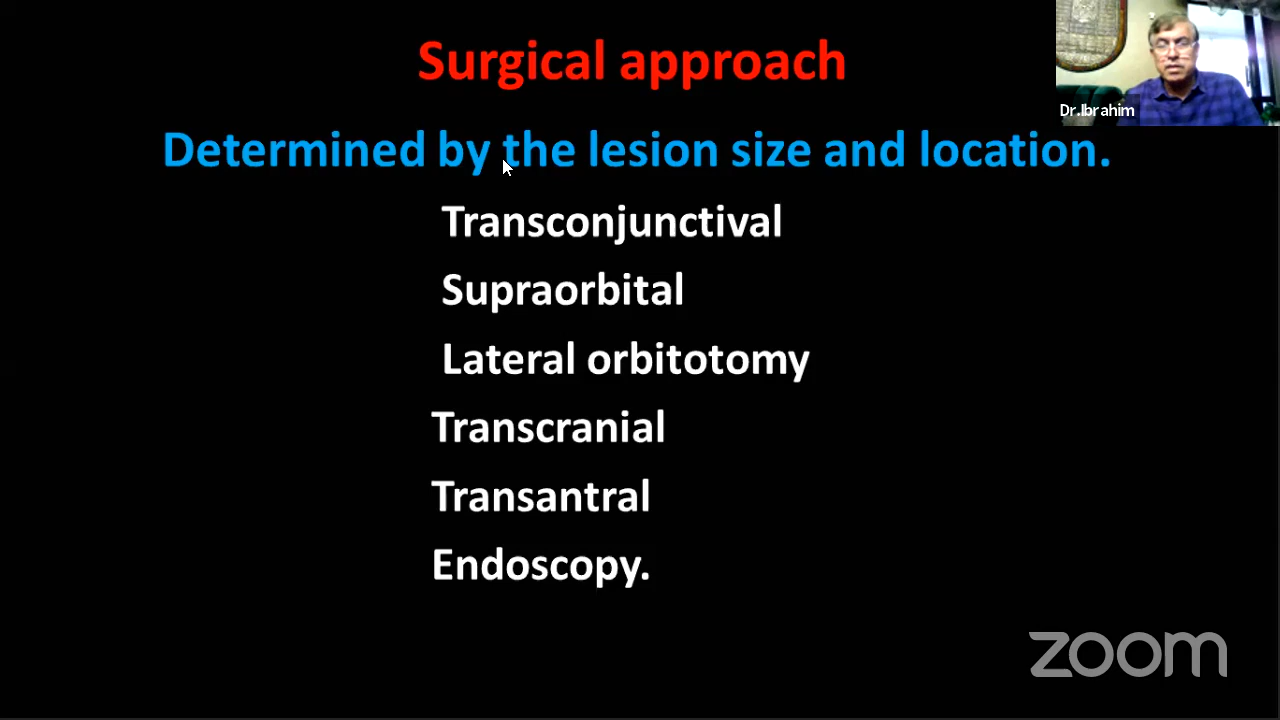 Surgical approach
Dr.Ibrahim
Determined by the lesion size and location.
Transconjunctival
Supraorbital
Lateral orbitotomy
Transcranial
Transantral
Endoscopy.
zoom